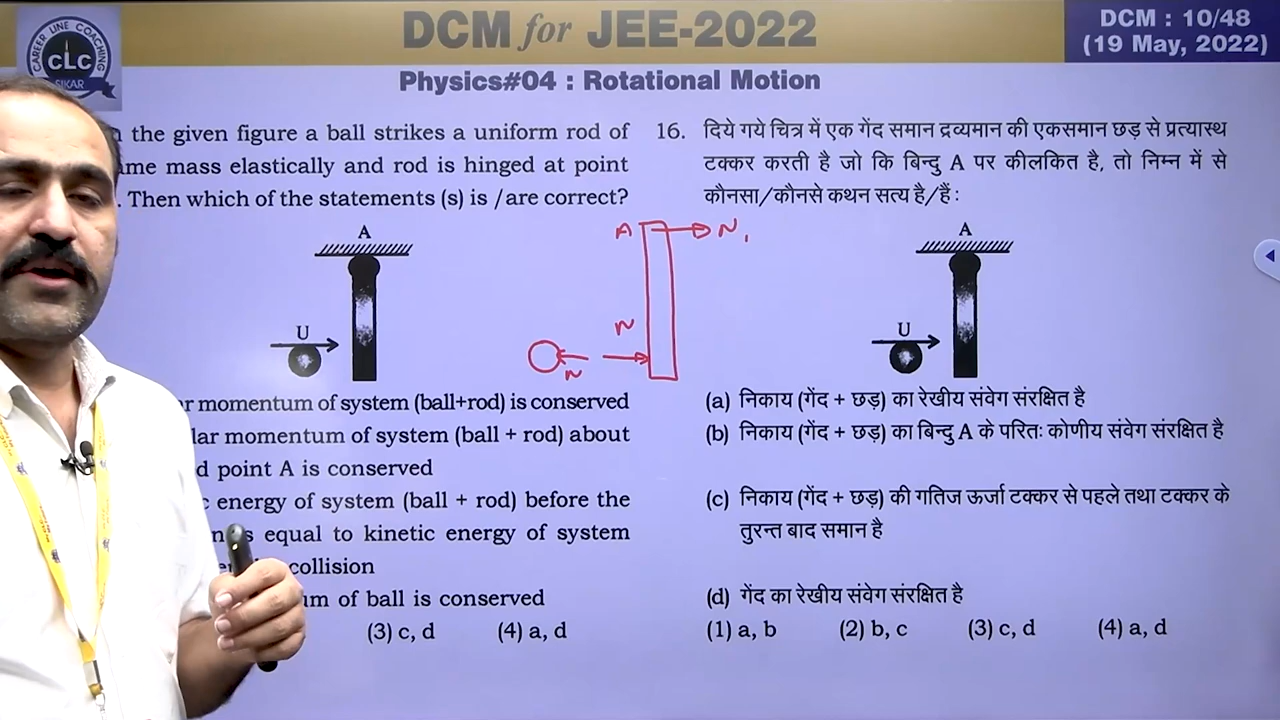 CAREER LINE COACHING
CLC
SIKAR
DCM for JEE-2022
DCM : 10/48
(19 May, 2022)
Physics#04 : Rotational Motion
the given figure a ball strikes a uniform rod of
mass elastically and rod is hinged at point
. Then which of the statements (s) is /are correct?
A
U
momentum of system (ball+rod) is conserved
momentum of system (ball + rod) about
point A is conserved
energy of system (ball + rod) before the
equal to kinetic energy of system
collision
of ball is conserved
(3) c, d (4) a, d
A N₁
N
N
16. दिये गये चित्र में एक गेंद समान द्रव्यमान की एकसमान छड़ से प्रत्यास्थ
टक्कर करती है जो कि बिन्दु A पर कीलकित है, तो निम्न में से
कौनसा/कौनसे कथन सत्य है/हैं:
A
U
(a) निकाय (गेंद + छड़) का रेखीय संवेग संरक्षित है
(b) निकाय (गेंद + छड़) का बिन्दु A के परितः कोणीय संवेग संरक्षित है
(c) निकाय (गेंद + छड़) की गतिज ऊर्जा टक्कर से पहले तथा टक्कर के
तुरन्त बाद समान है
(d) गेंद का रेखीय संवेग संरक्षित है
(1) a, b (2) b, c (3) c, d (4) a, d